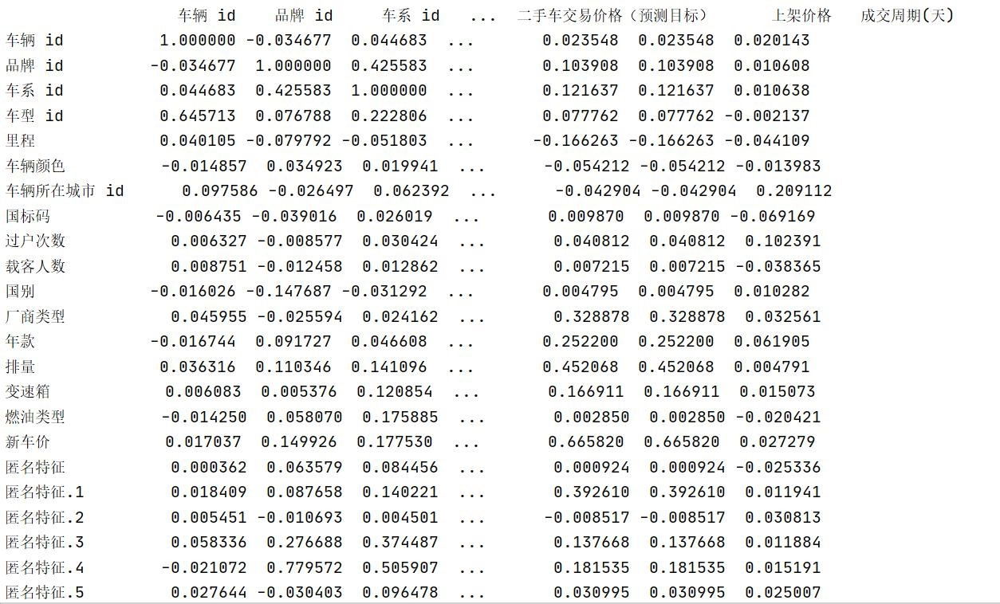 车辆 id 品牌 id 车系 id ... 二手车交易价格（预测目标） 上架价格 成交周期(天)
车辆 id 1.000000 -0.034677 0.044683 ... 0.023548 0.023548 0.020143
品牌 id -0.034677 1.000000 0.425583 ... 0.103908 0.103908 0.010608
车系 id 0.044683 0.425583 1.000000 ... 0.121637 0.121637 0.010638
车型 id 0.645713 0.076788 0.222806 ... 0.077762 0.077762 -0.002137
里程 0.040105 -0.079792 -0.051803 ... -0.166263 -0.166263 -0.044109
车辆颜色 -0.014857 0.034923 0.019941 ... -0.054212 -0.054212 -0.013983
车辆所在城市 id 0.097586 -0.026497 0.062392 ... -0.042904 -0.042904 0.209112
国标码 -0.006435 -0.039016 0.026019 ... 0.009870 0.009870 -0.069169
过户次数 0.006327 -0.008577 0.030424 ... 0.040812 0.040812 0.102391
载客人数 0.008751 -0.012458 0.012862 ... 0.007215 0.007215 -0.038365
国别 -0.016026 -0.147687 -0.031292 ... 0.004795 0.004795 0.010282
厂商类型 0.045955 -0.025594 0.024162 ... 0.328878 0.328878 0.032561
年款 -0.016744 0.091727 0.046608 ... 0.252200 0.252200 0.061905
排量 0.036316 0.110346 0.141096 ... 0.452068 0.452068 0.004791
变速箱 0.006083 0.005376 0.120854 ... 0.166911 0.166911 0.015073
燃油类型 -0.014250 0.058070 0.175885 ... 0.002850 0.002850 -0.020421
新车价 0.017037 0.149926 0.177530 ... 0.665820 0.665820 0.027279
匿名特征 0.000362 0.063579 0.084456 ... 0.000924 0.000924 -0.025336
匿名特征.1 0.018409 0.087658 0.140221 ... 0.392610 0.392610 0.011941
匿名特征.2 0.005451 -0.010693 0.004501 ... -0.008517 -0.008517 0.030813
匿名特征.3 0.058336 0.276688 0.374487 ... 0.137668 0.137668 0.011884
匿名特征.4 -0.021072 0.779572 0.505907 ... 0.181535 0.181535 0.015191
匿名特征.5 0.027644 -0.030403 0.096478 ... 0.030995 0.030995 0.025007